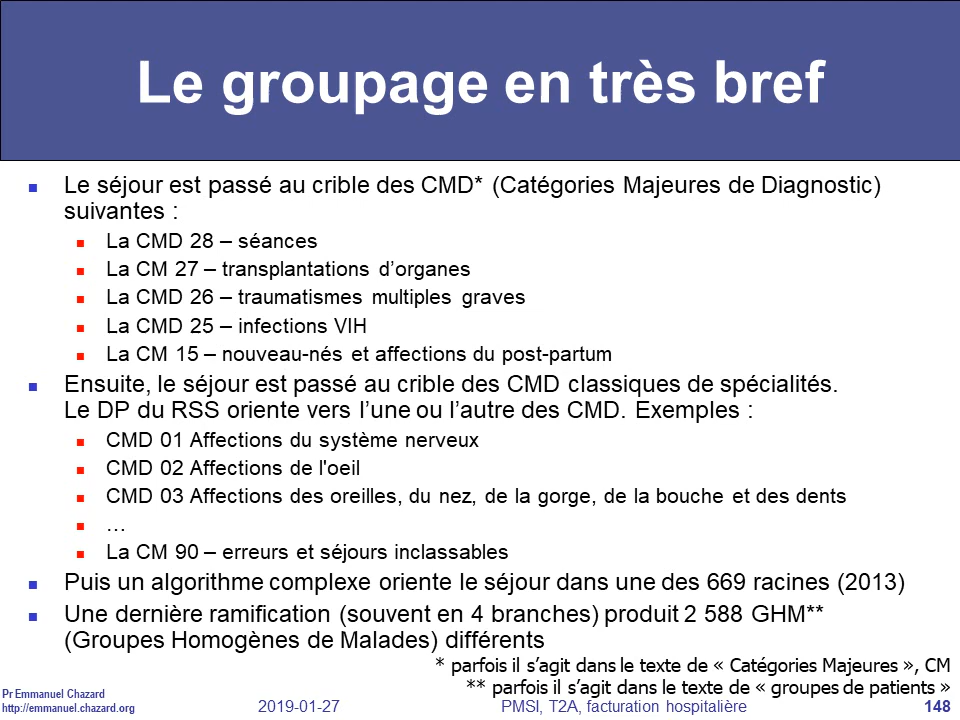 Le groupage en très bref
Le séjour est passé au crible des CMD* (Catégories Majeures de Diagnostic)
suivantes :
La CMD 28 – séances
La CM 27 – transplantations d’organes
La CMD 26 – traumatismes multiples graves
La CMD 25 – infections VIH
La CM 15 – nouveau-nés et affections du post-partum
Ensuite, le séjour est passé au crible des CMD classiques de spécialités.
Le DP du RSS oriente vers l’une ou l’autre des CMD. Exemples :
CMD 01 Affections du système nerveux
CMD 02 Affections de l'oeil
CMD 03 Affections des oreilles, du nez, de la gorge, de la bouche et des dents
…
La CM 90 – erreurs et séjours inclassables
Puis un algorithme complexe oriente le séjour dans une des 669 racines (2013)
Une dernière ramification (souvent en 4 branches) produit 2 588 GHM**
(Groupes Homogènes de Malades) différents
* parfois il s’agit dans le texte de « Catégories Majeures », CM
** parfois il s’agit dans le texte de « groupes de patients »
Pr Emmanuel Chazard
http://emmanuel.chazard.org
2019-01-27
PMSI, T2A, facturation hospitalière
148